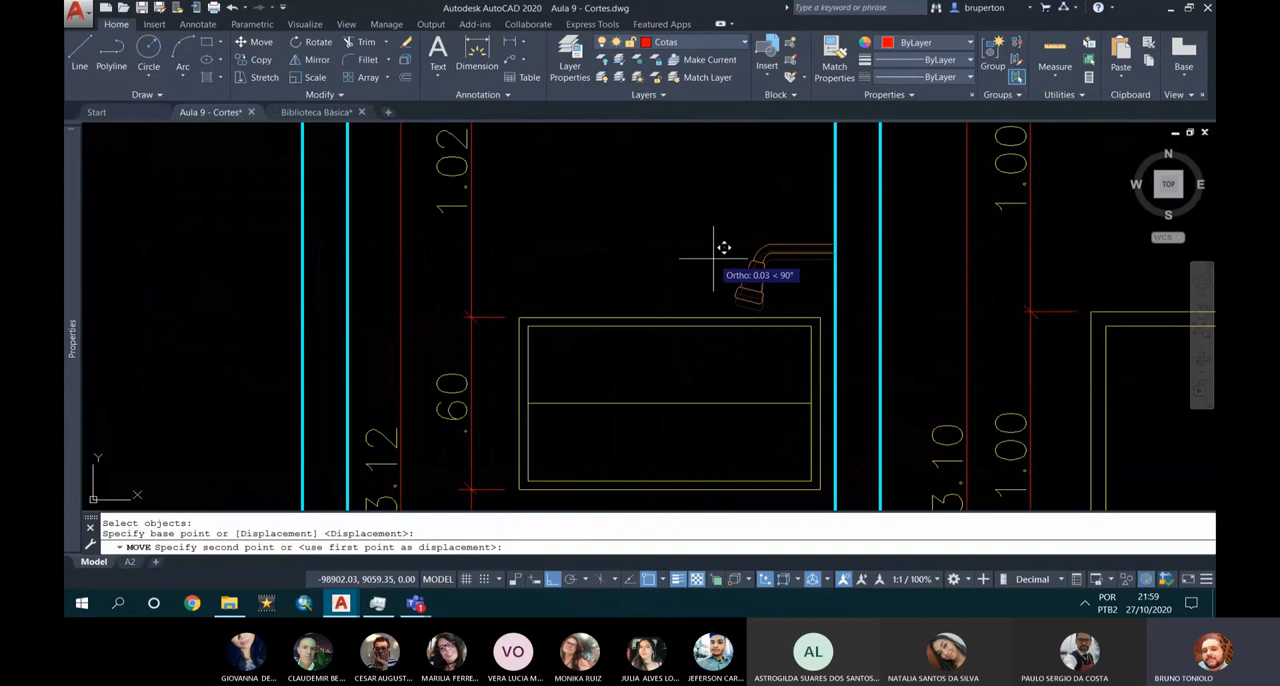 Autodesk AutoCAD 2020 Aula 9 - Cortes.dwg
Type a keyword or phrase
bruperton
Home Insert Annotate Parametric View Manage Output Add-ins Collaborate Express Tools Featured Apps
Line Polyline Circle Arc
Move Rotate Trim
Copy Mirror Fillet
Stretch Scale Array
Text Dimension Table
Layer Properties
Cotas
Make Current
Match Layer
Insert
Match Properties
ByLayer
ByLayer
ByLayer
Group Measure Paste Base
Draw Modify Annotation Layers Block Properties Groups Utilities Clipboard View
Start Aula 9 - Cortes* Biblioteca Básica*
1.02
1.00
N
W TOP E
S
WCS
Ortho: 0.03 < 90°
.60
3.12
3.10
1.00
Properties
Y
X
Select objects:
Specify base point or [Displacement] <Displacement>:
MOVE Specify second point or <use first point as displacement>:
Model A2
-98902.03, 9059.35, 0.00 MODEL 1:1 / 100% Decimal
POR
PTB2
21:59
27/10/2020
VO
AL
GIOVANNA DE...
CLAUDEMIR BE...
CESAR AUGUST...
MARILIA FERRE...
VERA LUCIA M...
MONIKA RUIZ
JULIA ALVES LO...
JEFERSON CAR...
ASTROGILDA SUARES DOS SANTOS...
NATALIA SANTOS DA SILVA
PAULO SERGIO DA COSTA
BRUNO TONIOLO